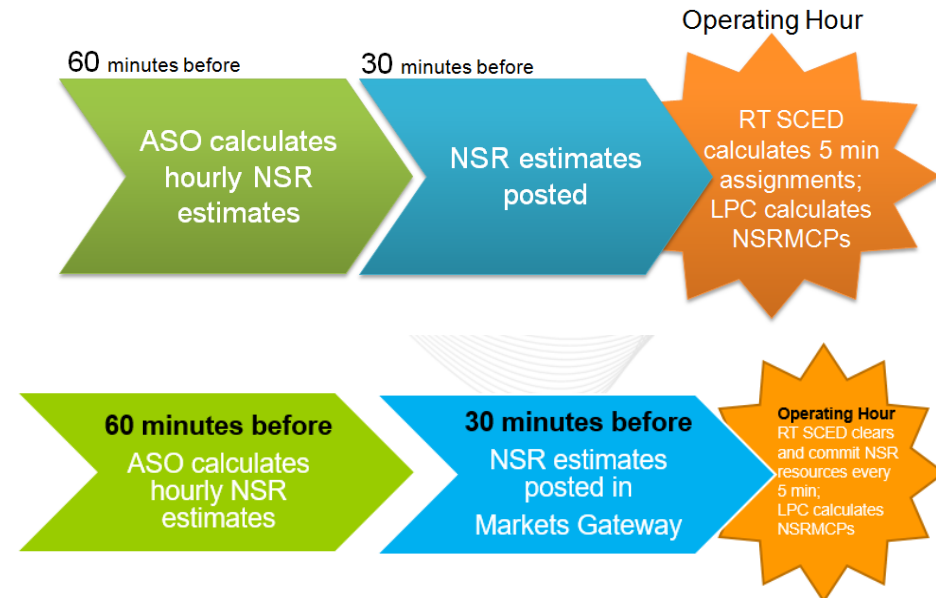 Operating Hour
60 minutes before
30 minutes before
ASO calculates
hourly NSR
estimates
NSR estimates
posted
RT SCED
calculates 5 min
assignments;
LPC calculates
NSRMCPs
60 minutes before
ASO calculates
hourly NSR
estimates
30 minutes before
NSR estimates
posted in
Markets Gateway
Operating Hour
RT SCED clears
and commit NSR
resources every
5 min;
LPC calculates
NSRMCPs